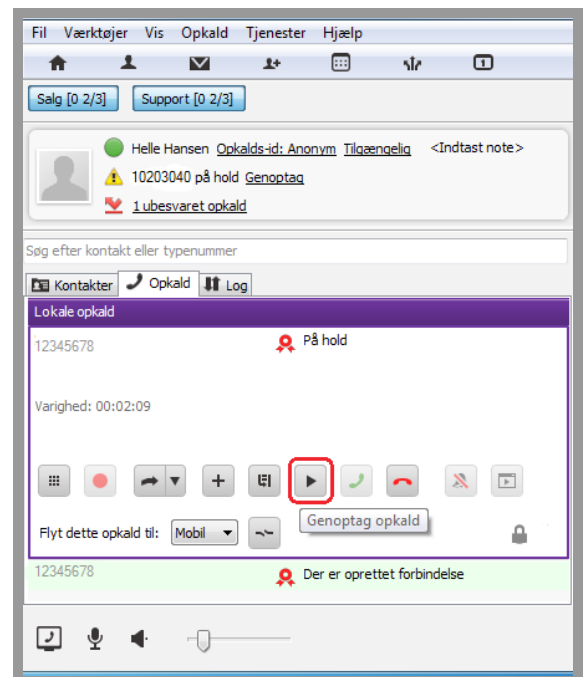 Fil Værktøjer Vis Opkald Tjenester Hjælp
1
Salg [0 2/3] Support [0 2/3]
Helle Hansen Opkalds-id: Anonym Tilgængelig <Indtast note>
10203040 på hold Genoptag
1 ubesvaret opkald
Søg efter kontakt eller typenummer
Kontakter Opkald Log
Lokale opkald
12345678 På hold
Varighed: 00:02:09
Genoptag opkald
Flyt dette opkald til: Mobil
12345678 Der er oprettet forbindelse